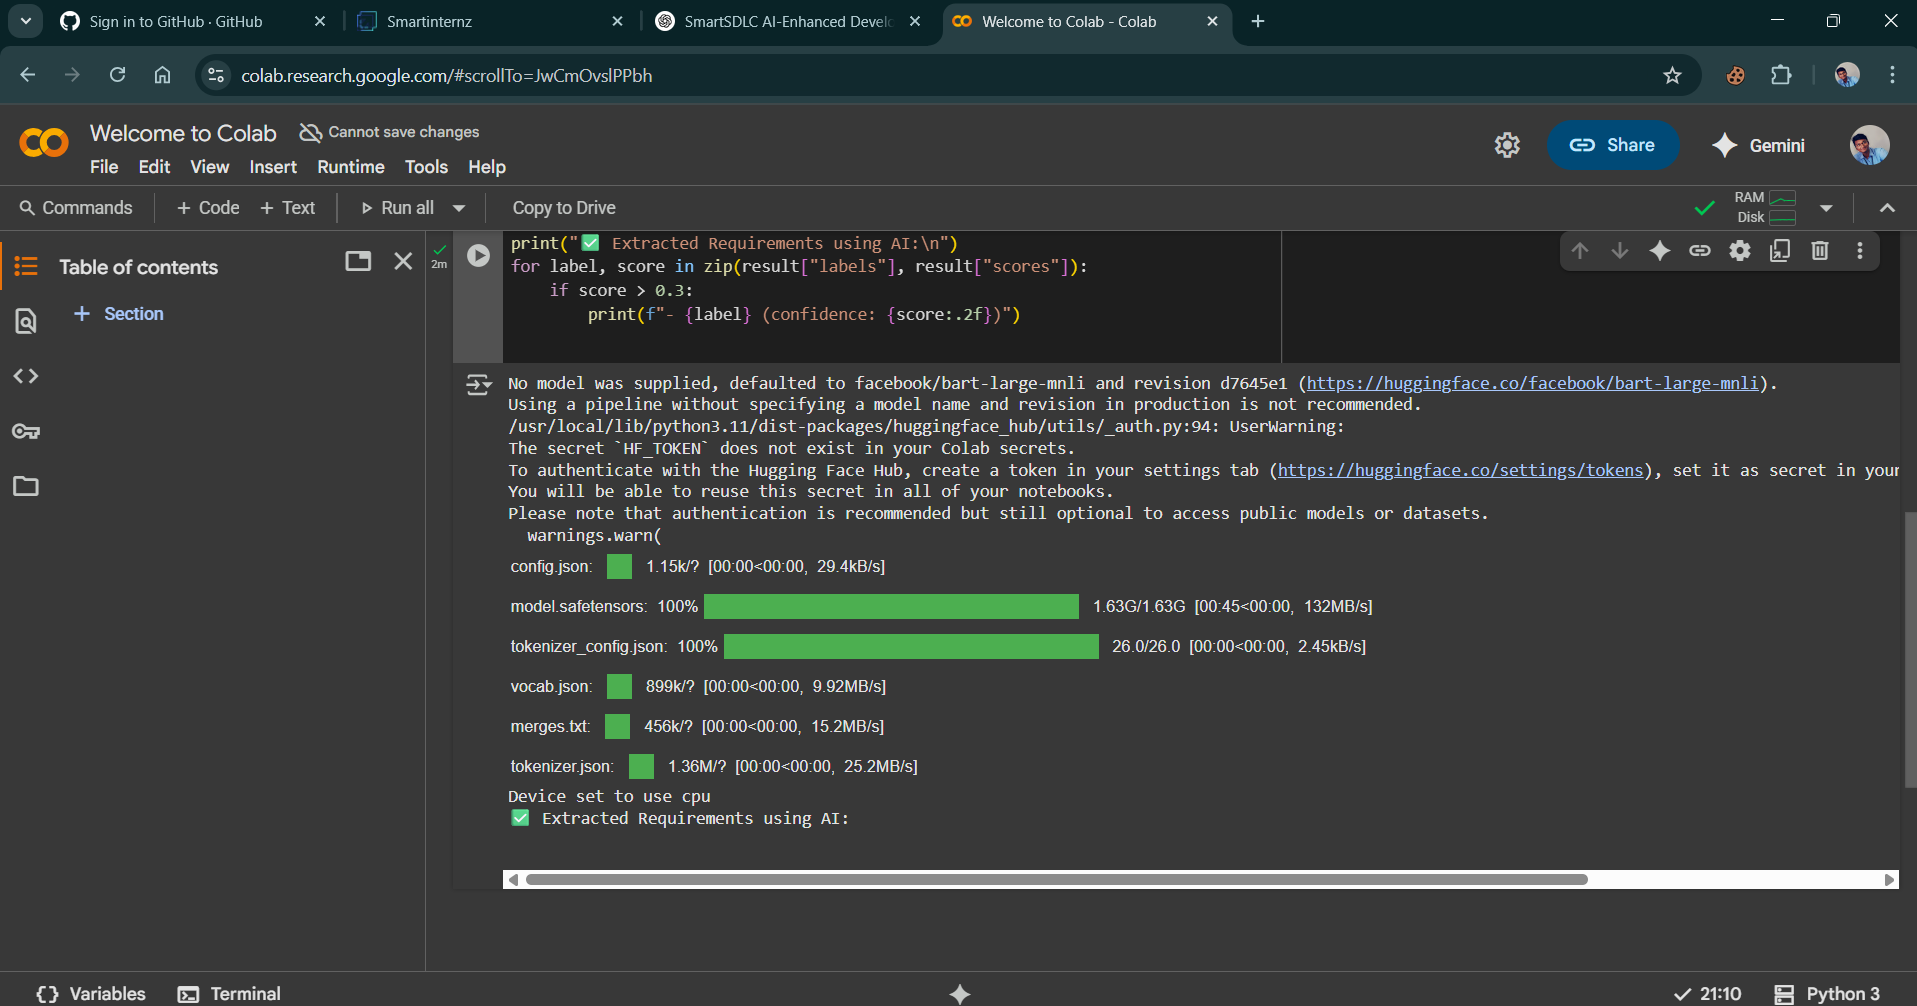 Sign in to GitHub · GitHub
Smartinternz
SmartSDLC AI-Enhanced Devel
Welcome to Colab - Colab
colab.research.google.com/#scrollTo=JwCmOvslPPbh
Welcome to Colab
Cannot save changes
File Edit View Insert Runtime Tools Help
Share
Gemini
Commands
+ Code
+ Text
Run all
Copy to Drive
RAM
Disk
Table of contents
+ Section
2m
print("✅ Extracted Requirements using AI:\n")
for label, score in zip(result["labels"], result["scores"]):
    if score > 0.3:
        print(f"- {label} (confidence: {score:.2f})")
No model was supplied, defaulted to facebook/bart-large-mnli and revision d7645e1 (https://huggingface.co/facebook/bart-large-mnli).
Using a pipeline without specifying a model name and revision in production is not recommended.
/usr/local/lib/python3.11/dist-packages/huggingface_hub/utils/_auth.py:94: UserWarning:
The secret `HF_TOKEN` does not exist in your Colab secrets.
To authenticate with the Hugging Face Hub, create a token in your settings tab (https://huggingface.co/settings/tokens), set it as secret in your
You will be able to reuse this secret in all of your notebooks.
Please note that authentication is recommended but still optional to access public models or datasets.
  warnings.warn(
config.json: 1.15k/? [00:00<00:00, 29.4kB/s]
model.safetensors: 100% 1.63G/1.63G [00:45<00:00, 132MB/s]
tokenizer_config.json: 100% 26.0/26.0 [00:00<00:00, 2.45kB/s]
vocab.json: 899k/? [00:00<00:00, 9.92MB/s]
merges.txt: 456k/? [00:00<00:00, 15.2MB/s]
tokenizer.json: 1.36M/? [00:00<00:00, 25.2MB/s]
Device set to use cpu
✅ Extracted Requirements using AI:
Variables
Terminal
21:10
Python 3